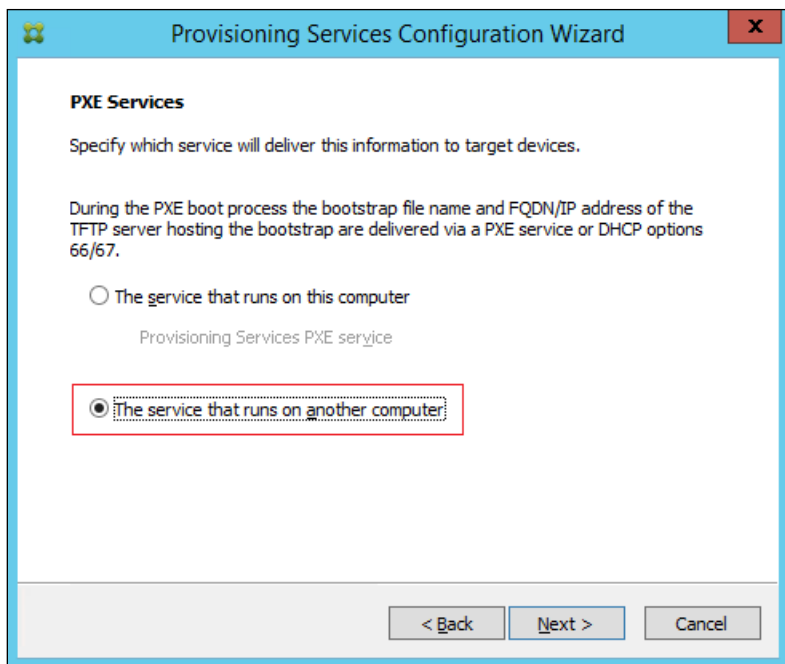 Provisioning Services Configuration Wizard
x
PXE Services
Specify which service will deliver this information to target devices.
During the PXE boot process the bootstrap file name and FQDN/IP address of the
TFTP server hosting the bootstrap are delivered via a PXE service or DHCP options
66/67.
The service that runs on this computer
Provisioning Services PXE service
The service that runs on another computer
< Back Next > Cancel